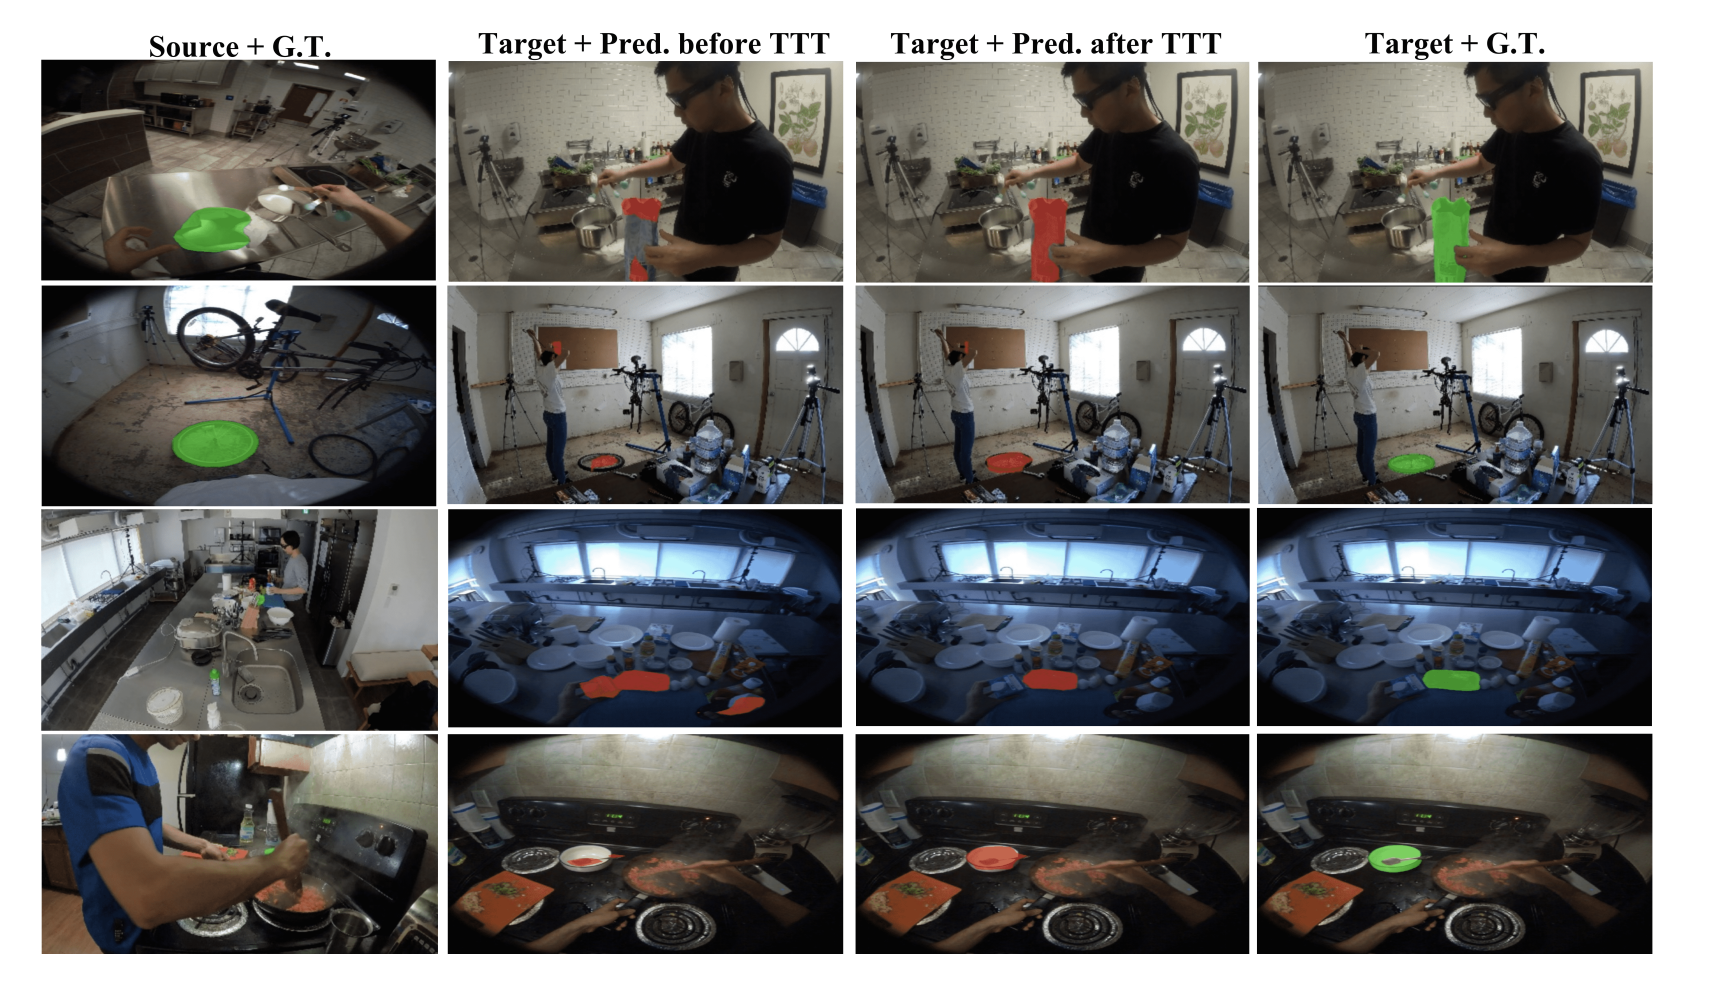 Source + G.T.
Target + Pred. before TTT
Target + Pred. after TTT
Target + G.T.